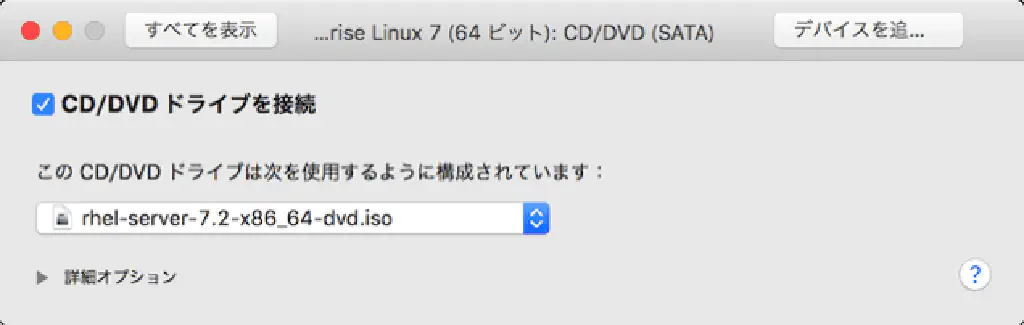 すべてを表示 ...rise Linux 7 (64 ビット): CD/DVD (SATA) デバイスを追...
CD/DVD ドライブを接続
この CD/DVD ドライブは次を使用するように構成されています：
rhel-server-7.2-x86_64-dvd.iso
詳細オプション ?